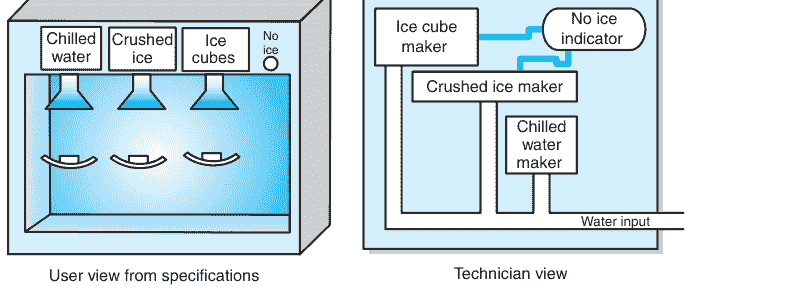 Chilled
water
Crushed
ice
Ice
cubes
No
ice
User view from specifications
Ice cube
maker
No ice
indicator
Crushed ice maker
Chilled
water
maker
Water input
Technician view